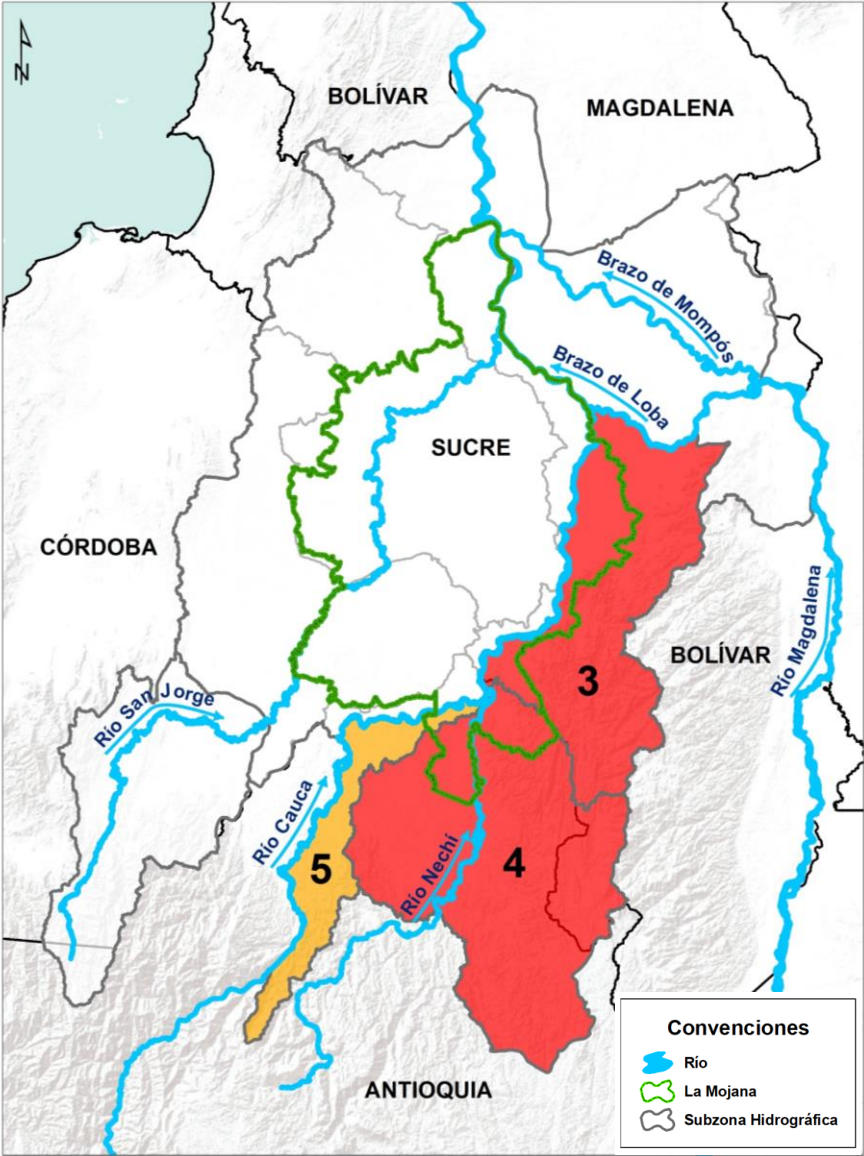 N
BOLÍVAR
MAGDALENA
Brazo de Mompós
Brazo de Loba
SUCRE
CÓRDOBA
Río Magdalena
BOLÍVAR
3
Río San Jorge
Río Cauca
5
Río Nechí
4
ANTIOQUIA
Convenciones
Río
La Mojana
Subzona Hidrográfica